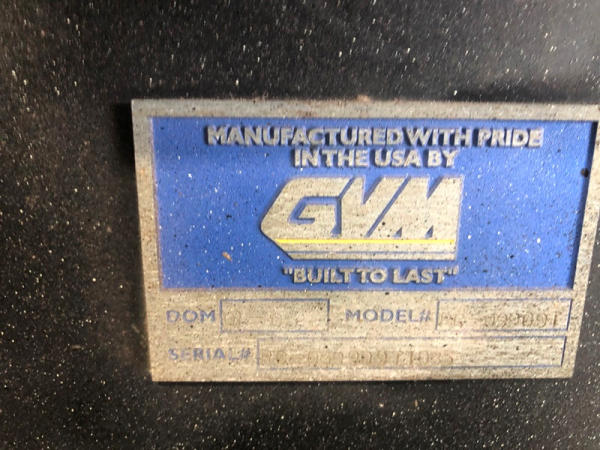 MANUFACTURED WITH PRIDE
IN THE USA BY
GVM
"BUILT TO LAST"
DOM MODEL#
SERIAL#